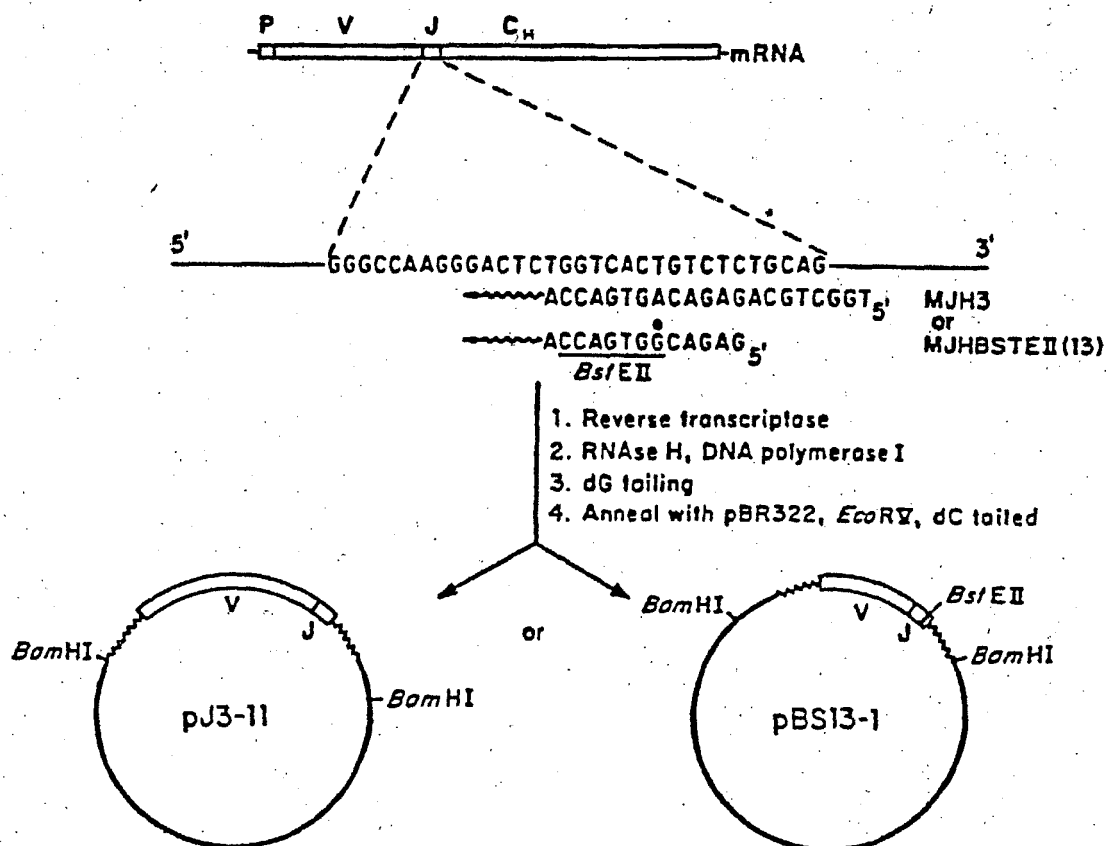 P V J C_H
mRNA
5' 3'
GGGCCAAGGGACTCTGGTCACTGTCTCTGCAG
ACCAGTGACAGAGACGTCGGT 5' MJH3
or
ACCAGTGGCAGAG 5' MJHBSTEII(13)
BstEII
1. Reverse transcriptase
2. RNAse H, DNA polymerase I
3. dG tailing
4. Anneal with pBR322, EcoRV, dC tailed
V J
BamHI
BamHI
pJ3-11
or
BamHI
V J
BstEII
BamHI
pBS13-1